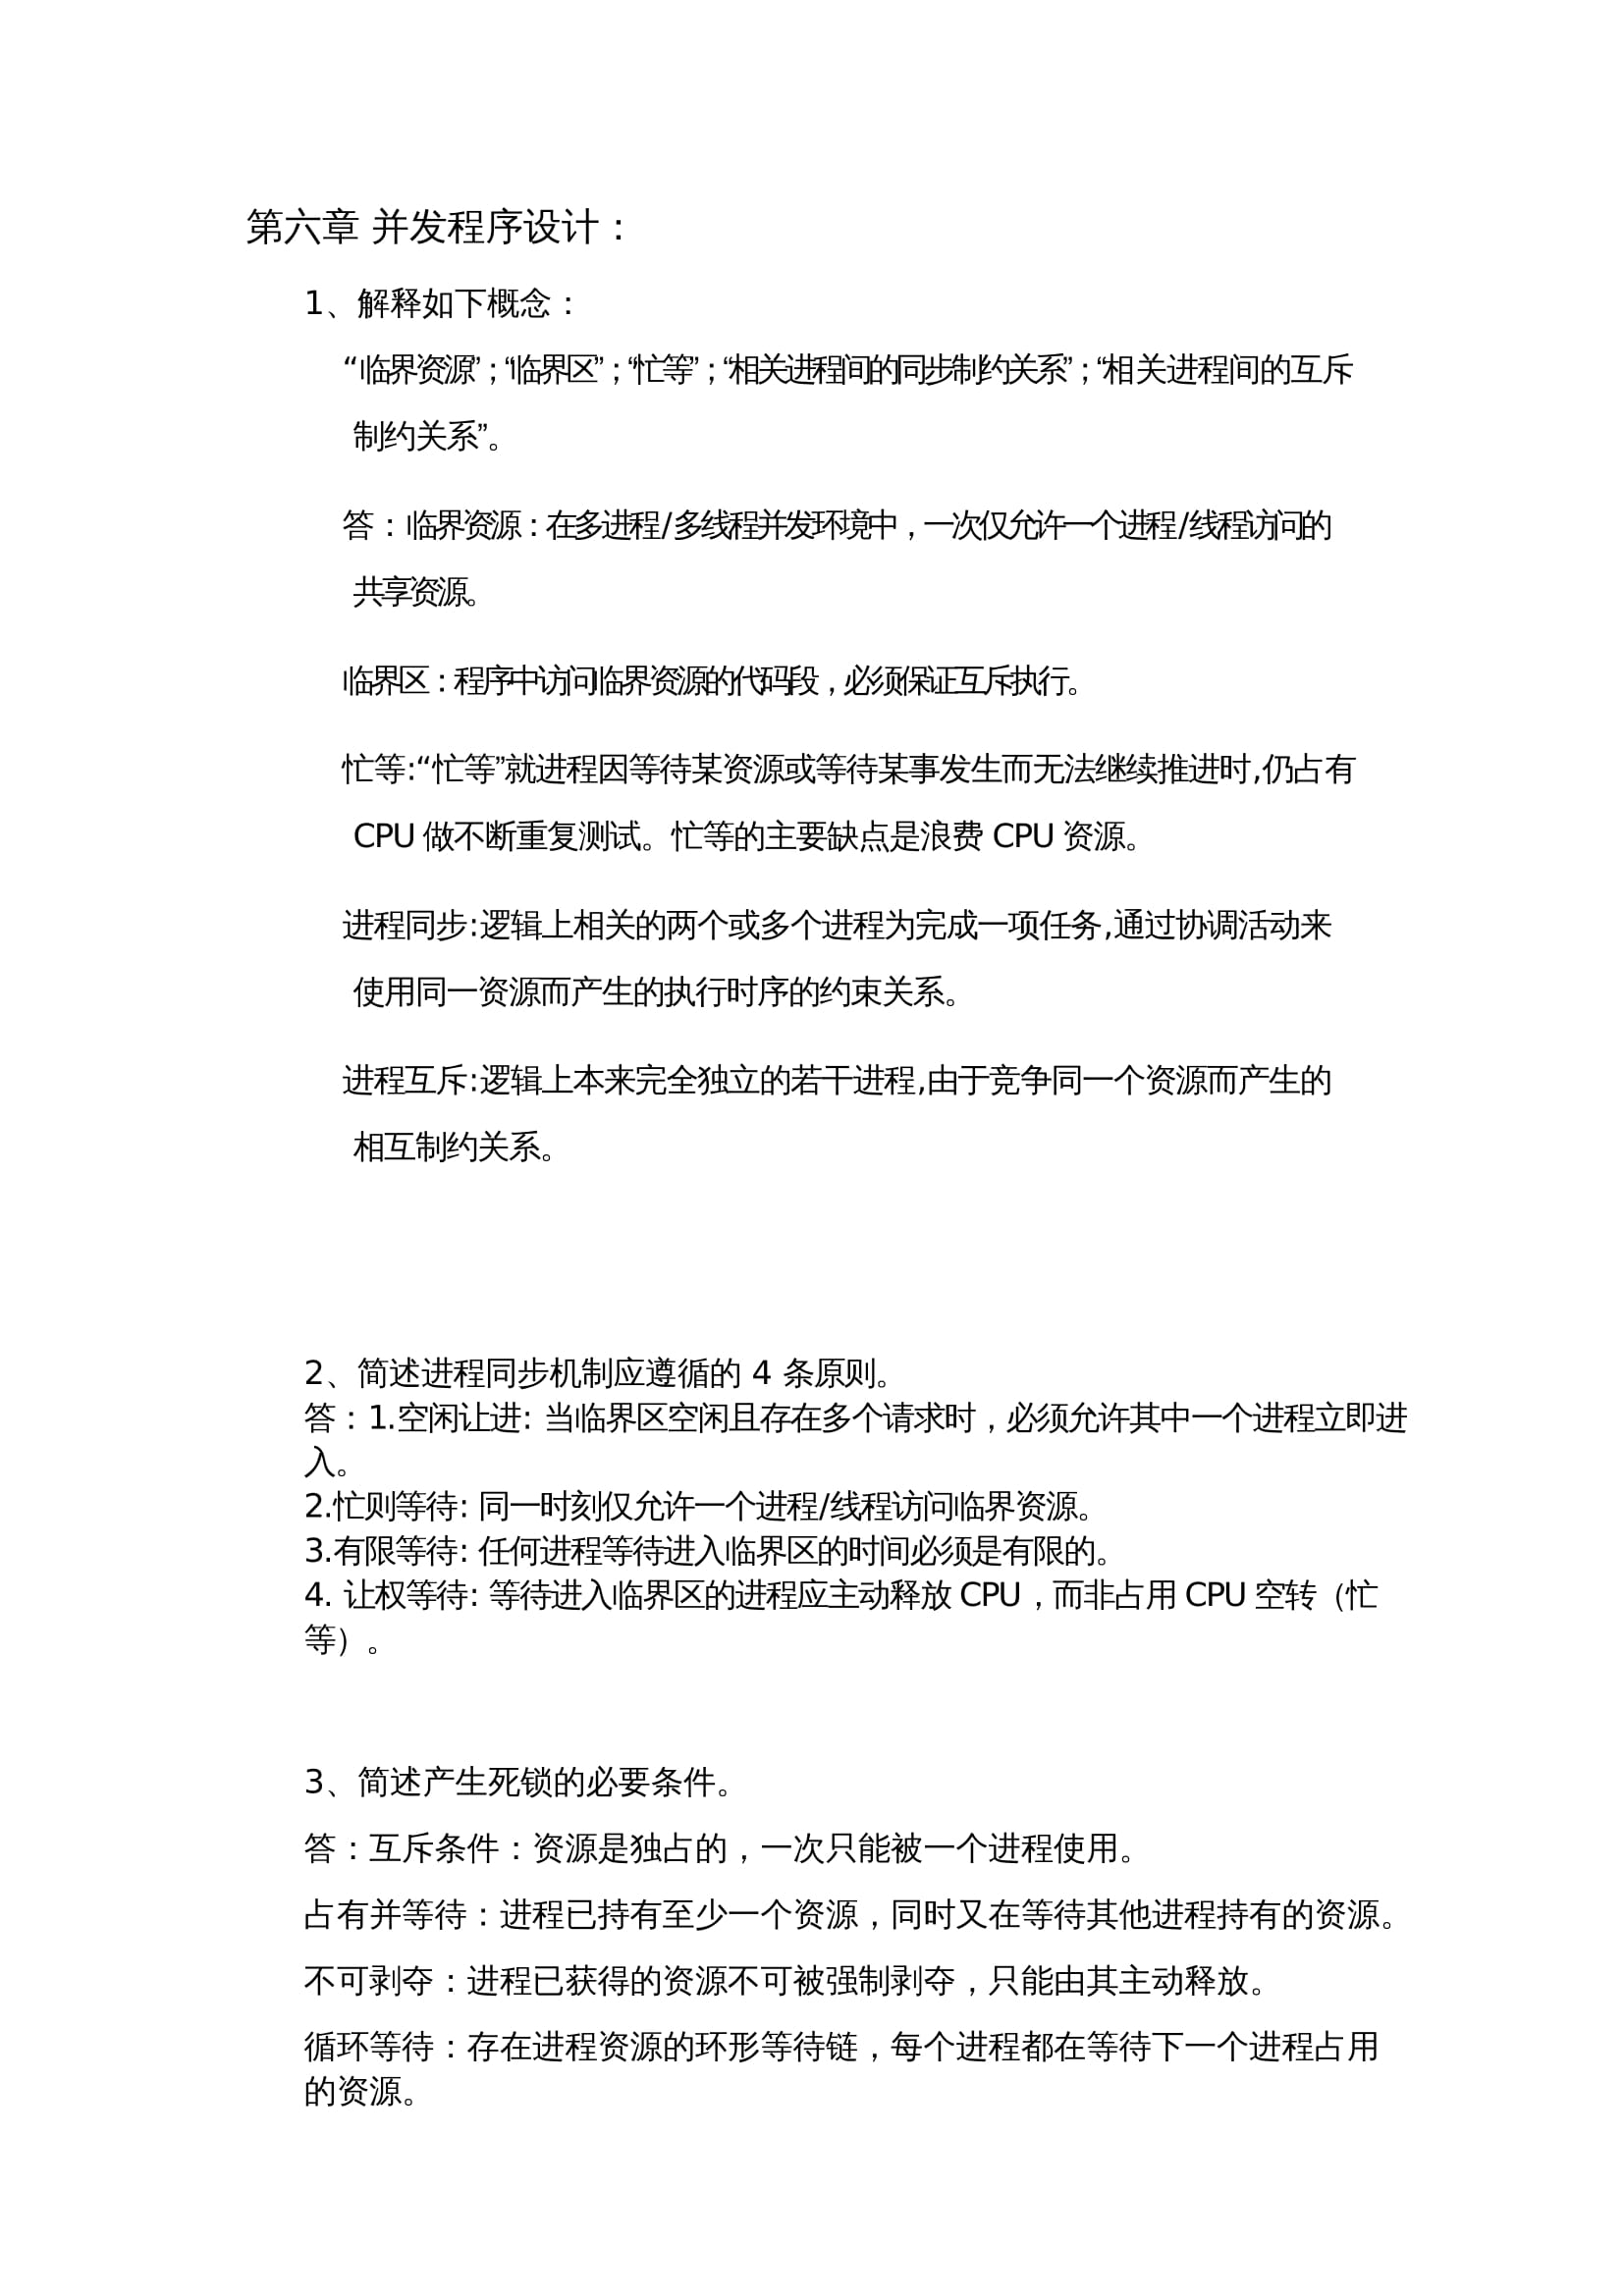 第六章 并发程序设计：
1、解释如下概念：
“临界资源”；“临界区”；“忙等”；“相关进程间的同步制约关系”；“相关进程间的互斥
制约关系”。
答：临界资源：在多进程/多线程并发环境中，一次仅允许一个进程/线程访问的
共享资源。
临界区：程序中访问临界资源的代码段，必须保证互斥执行。
忙等:“忙等”就进程因等待某资源或等待某事发生而无法继续推进时,仍占有
CPU 做不断重复测试。忙等的主要缺点是浪费 CPU 资源。
进程同步:逻辑上相关的两个或多个进程为完成一项任务,通过协调活动来
使用同一资源而产生的执行时序的约束关系。
进程互斥:逻辑上本来完全独立的若干进程,由于竞争同一个资源而产生的
相互制约关系。
2、简述进程同步机制应遵循的 4 条原则。
答：1.空闲让进: 当临界区空闲且存在多个请求时，必须允许其中一个进程立即进
入。
2.忙则等待: 同一时刻仅允许一个进程/线程访问临界资源。
3.有限等待: 任何进程等待进入临界区的时间必须是有限的。
4. 让权等待: 等待进入临界区的进程应主动释放 CPU，而非占用 CPU 空转（忙
等）。
3、简述产生死锁的必要条件。
答：互斥条件：资源是独占的，一次只能被一个进程使用。
占有并等待：进程已持有至少一个资源，同时又在等待其他进程持有的资源。
不可剥夺：进程已获得的资源不可被强制剥夺，只能由其主动释放。
循环等待：存在进程资源的环形等待链，每个进程都在等待下一个进程占用
的资源。